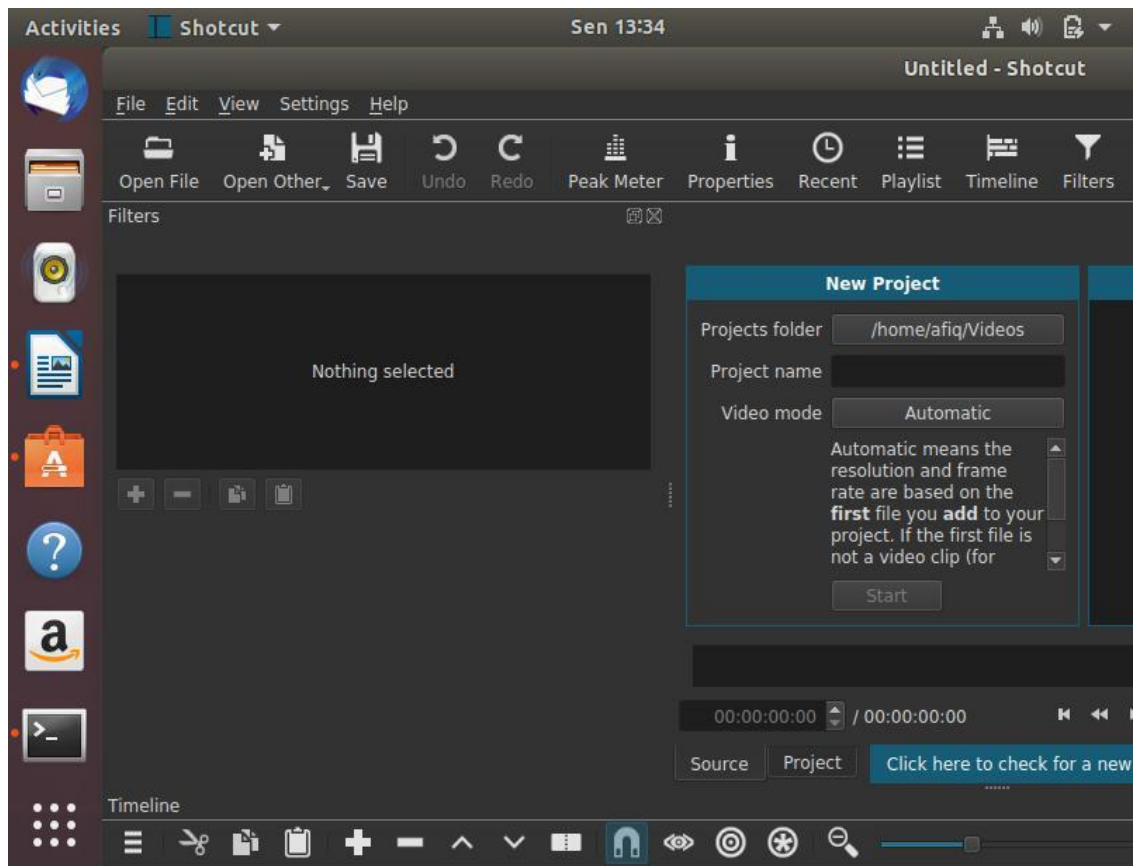 Activities Shotcut Sen 13:34
Untitled - Shotcut
File Edit View Settings Help
Open File Open Other Save Undo Redo Peak Meter Properties Recent Playlist Timeline Filters
Filters
New Project
Projects folder /home/afiq/Videos
Nothing selected
Project name
Video mode Automatic
Automatic means the
resolution and frame
rate are based on the
first file you add to your
project. If the first file is
not a video clip (for
Start
00:00:00:00 / 00:00:00:00
Source Project Click here to check for a new
Timeline